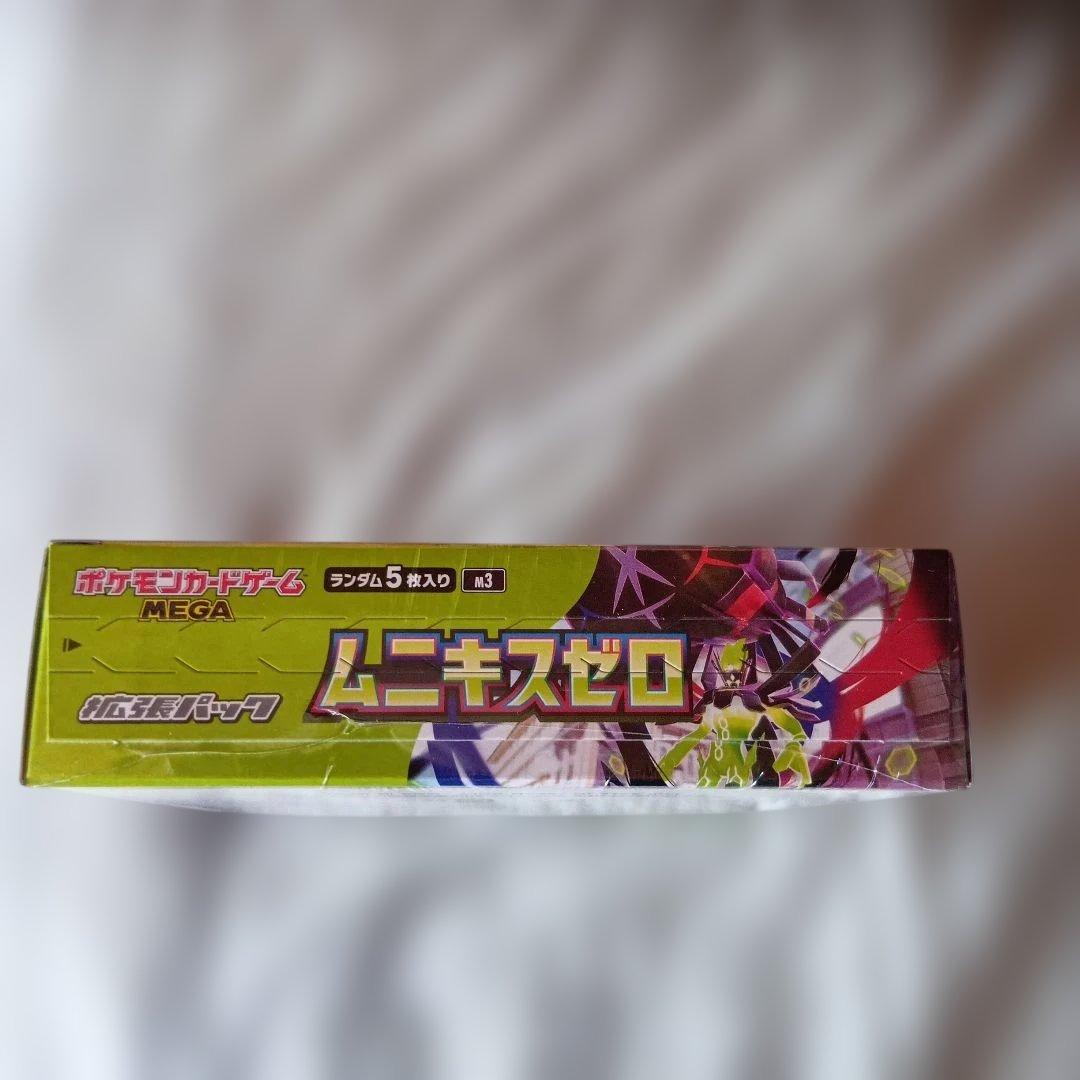 ポケモンカードゲーム
MEGA
ランダム5枚入り M3
ムニキスゼロ
拡張パック